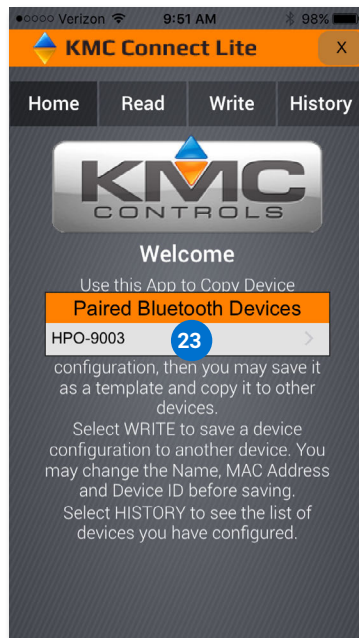 Verizon 9:51 AM 98%
KMC Connect Lite X
Home Read Write History
KMC
CONTROLS
Welcome
Use this App to Copy Device
Paired Bluetooth Devices
HPO-9003 23
configuration, then you may save it
as a template and copy it to other
devices.
Select WRITE to save a device
configuration to another device. You
may change the Name, MAC Address
and Device ID before saving.
Select HISTORY to see the list of
devices you have configured.